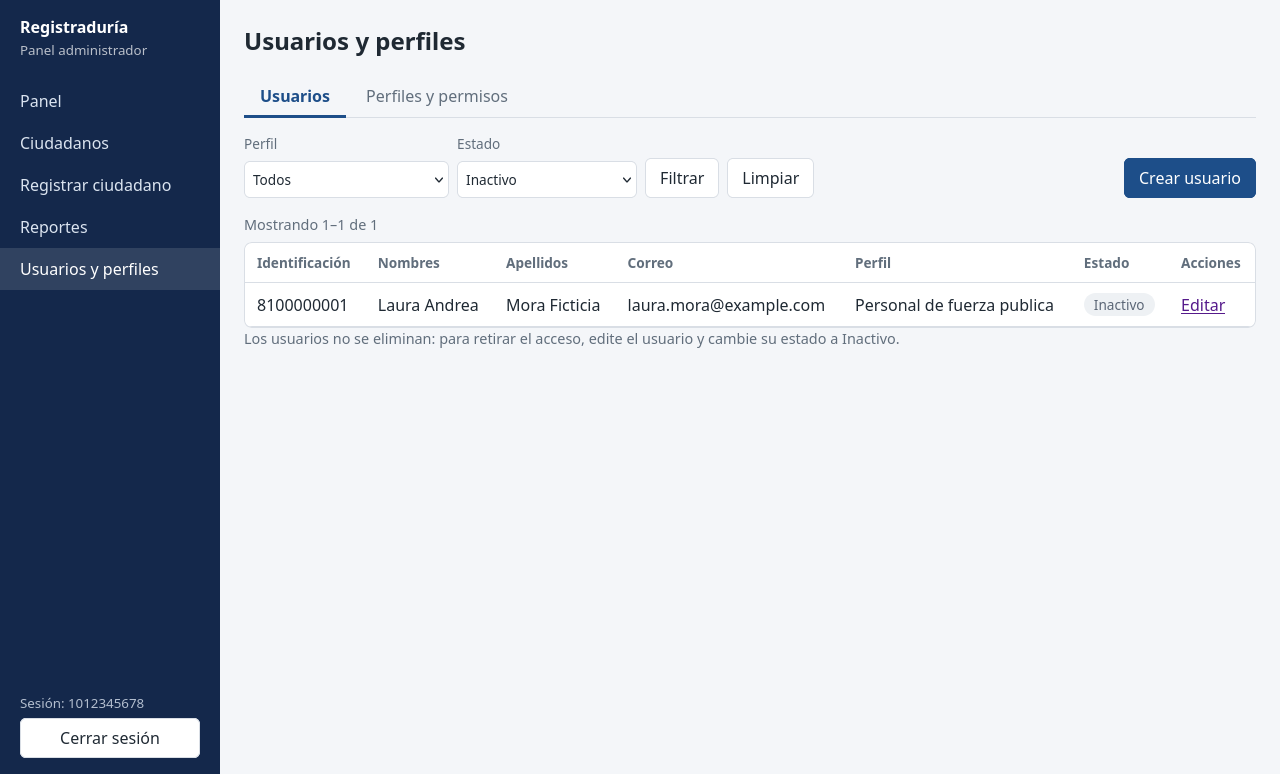 Registraduría
Panel administrador
Panel
Ciudadanos
Registrar ciudadano
Reportes
Usuarios y perfiles
Sesión: 1012345678
Cerrar sesión
Usuarios y perfiles
Usuarios Perfiles y permisos
Perfil Estado
Todos Inactivo Filtrar Limpiar Crear usuario
Mostrando 1–1 de 1
Identificación Nombres Apellidos Correo Perfil Estado Acciones
8100000001 Laura Andrea Mora Ficticia laura.mora@example.com Personal de fuerza publica Inactivo Editar
Los usuarios no se eliminan: para retirar el acceso, edite el usuario y cambie su estado a Inactivo.